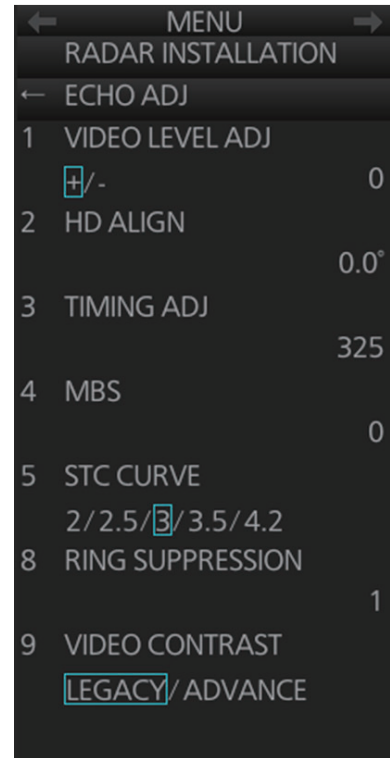 ← MENU →
RADAR INSTALLATION
← ECHO ADJ
1 VIDEO LEVEL ADJ
+/- 0
2 HD ALIGN
0.0°
3 TIMING ADJ
325
4 MBS
0
5 STC CURVE
2/2.5/3/3.5/4.2
8 RING SUPPRESSION
1
9 VIDEO CONTRAST
LEGACY/ADVANCE